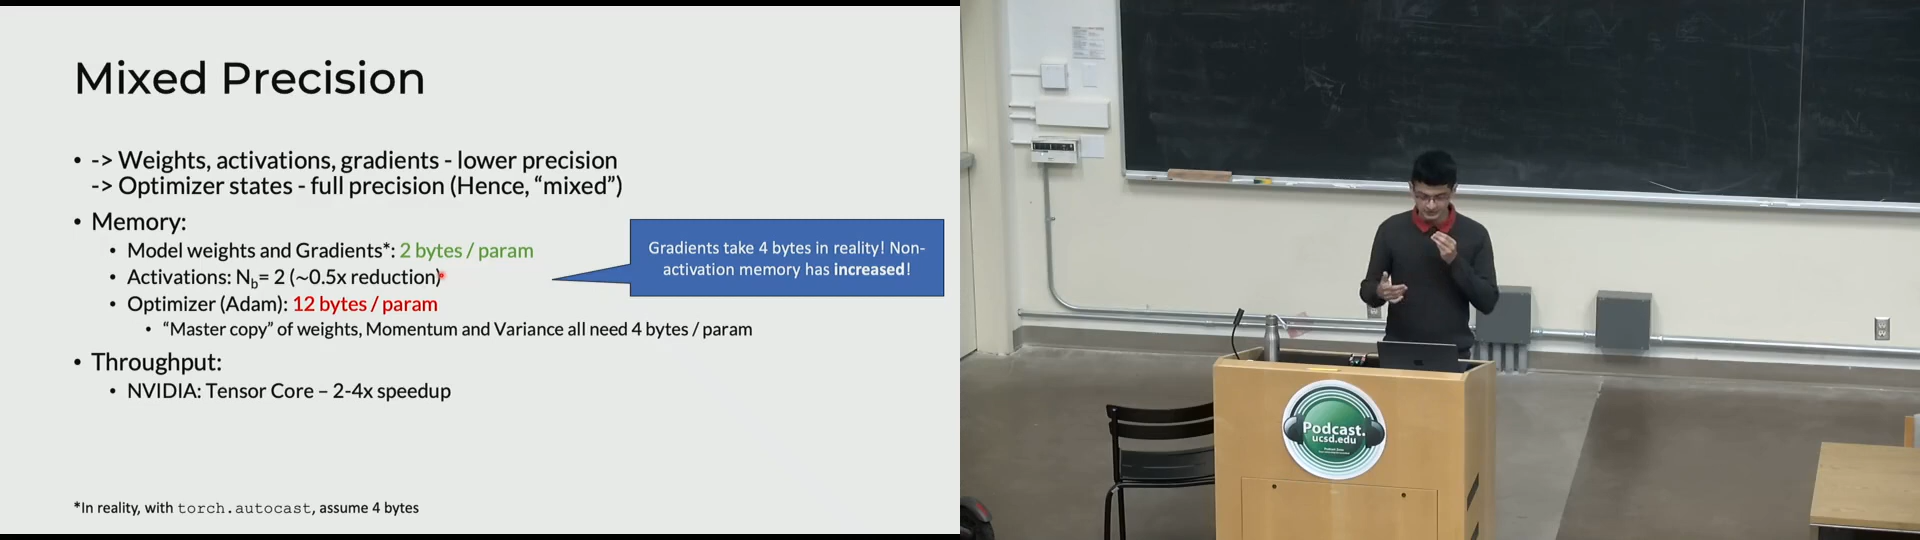 Mixed Precision
• -> Weights, activations, gradients - lower precision
-> Optimizer states - full precision (Hence, “mixed”)
• Memory:
• Model weights and Gradients*: 2 bytes / param
• Activations: Nb= 2 (~0.5x reduction)
• Optimizer (Adam): 12 bytes / param
• “Master copy” of weights, Momentum and Variance all need 4 bytes / param
• Throughput:
• NVIDIA: Tensor Core – 2-4x speedup
Gradients take 4 bytes in reality! Non-
activation memory has increased!
*In reality, with torch.autocast, assume 4 bytes
Podcast.
ucsd.edu